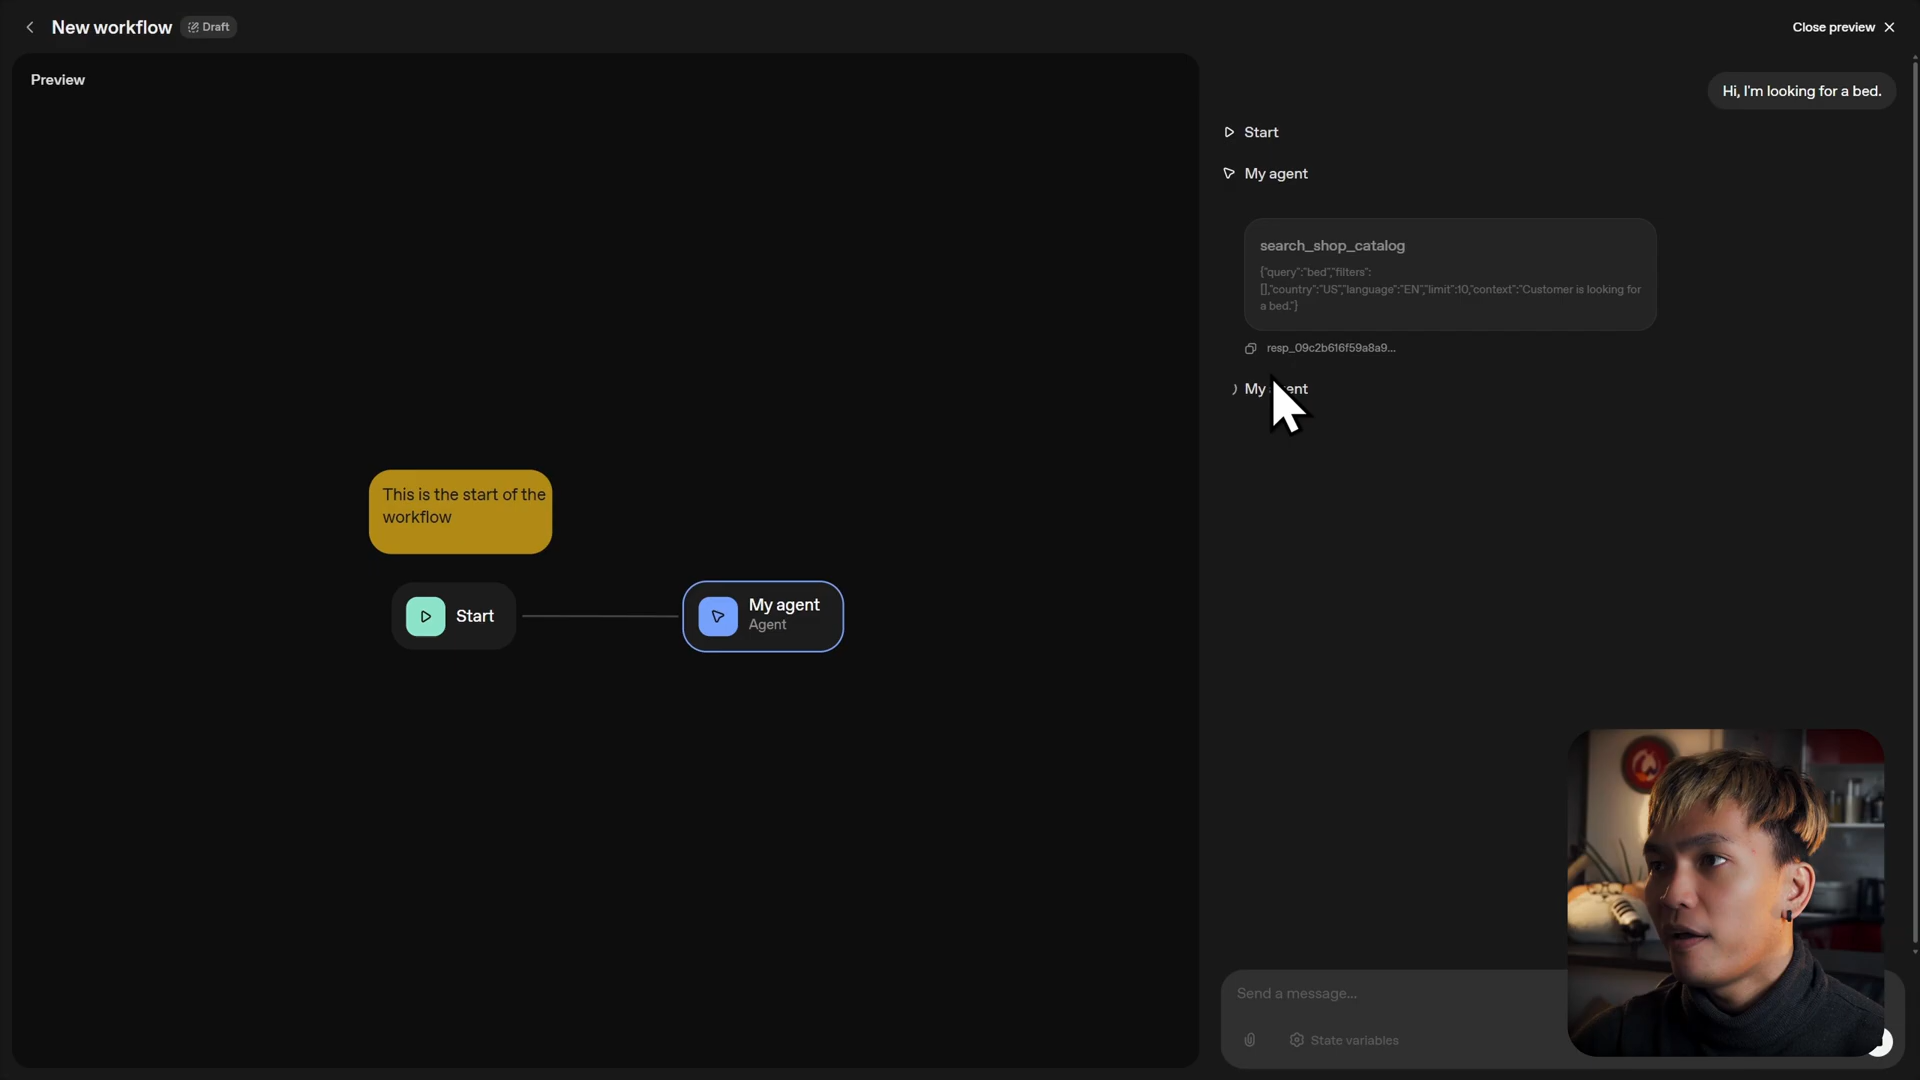 New workflow
Draft
Close preview
Preview
Hi, I'm looking for a bed.
Start
My agent
search_shop_catalog
{"query":"bed","filters":
[],"country":"US","language":"EN","limit":10,"context":"Customer is looking for
a bed."}
resp_09c2b616f59a8a9...
My agent
This is the start of the
workflow
Start
My agent
Agent
Send a message...
State variables